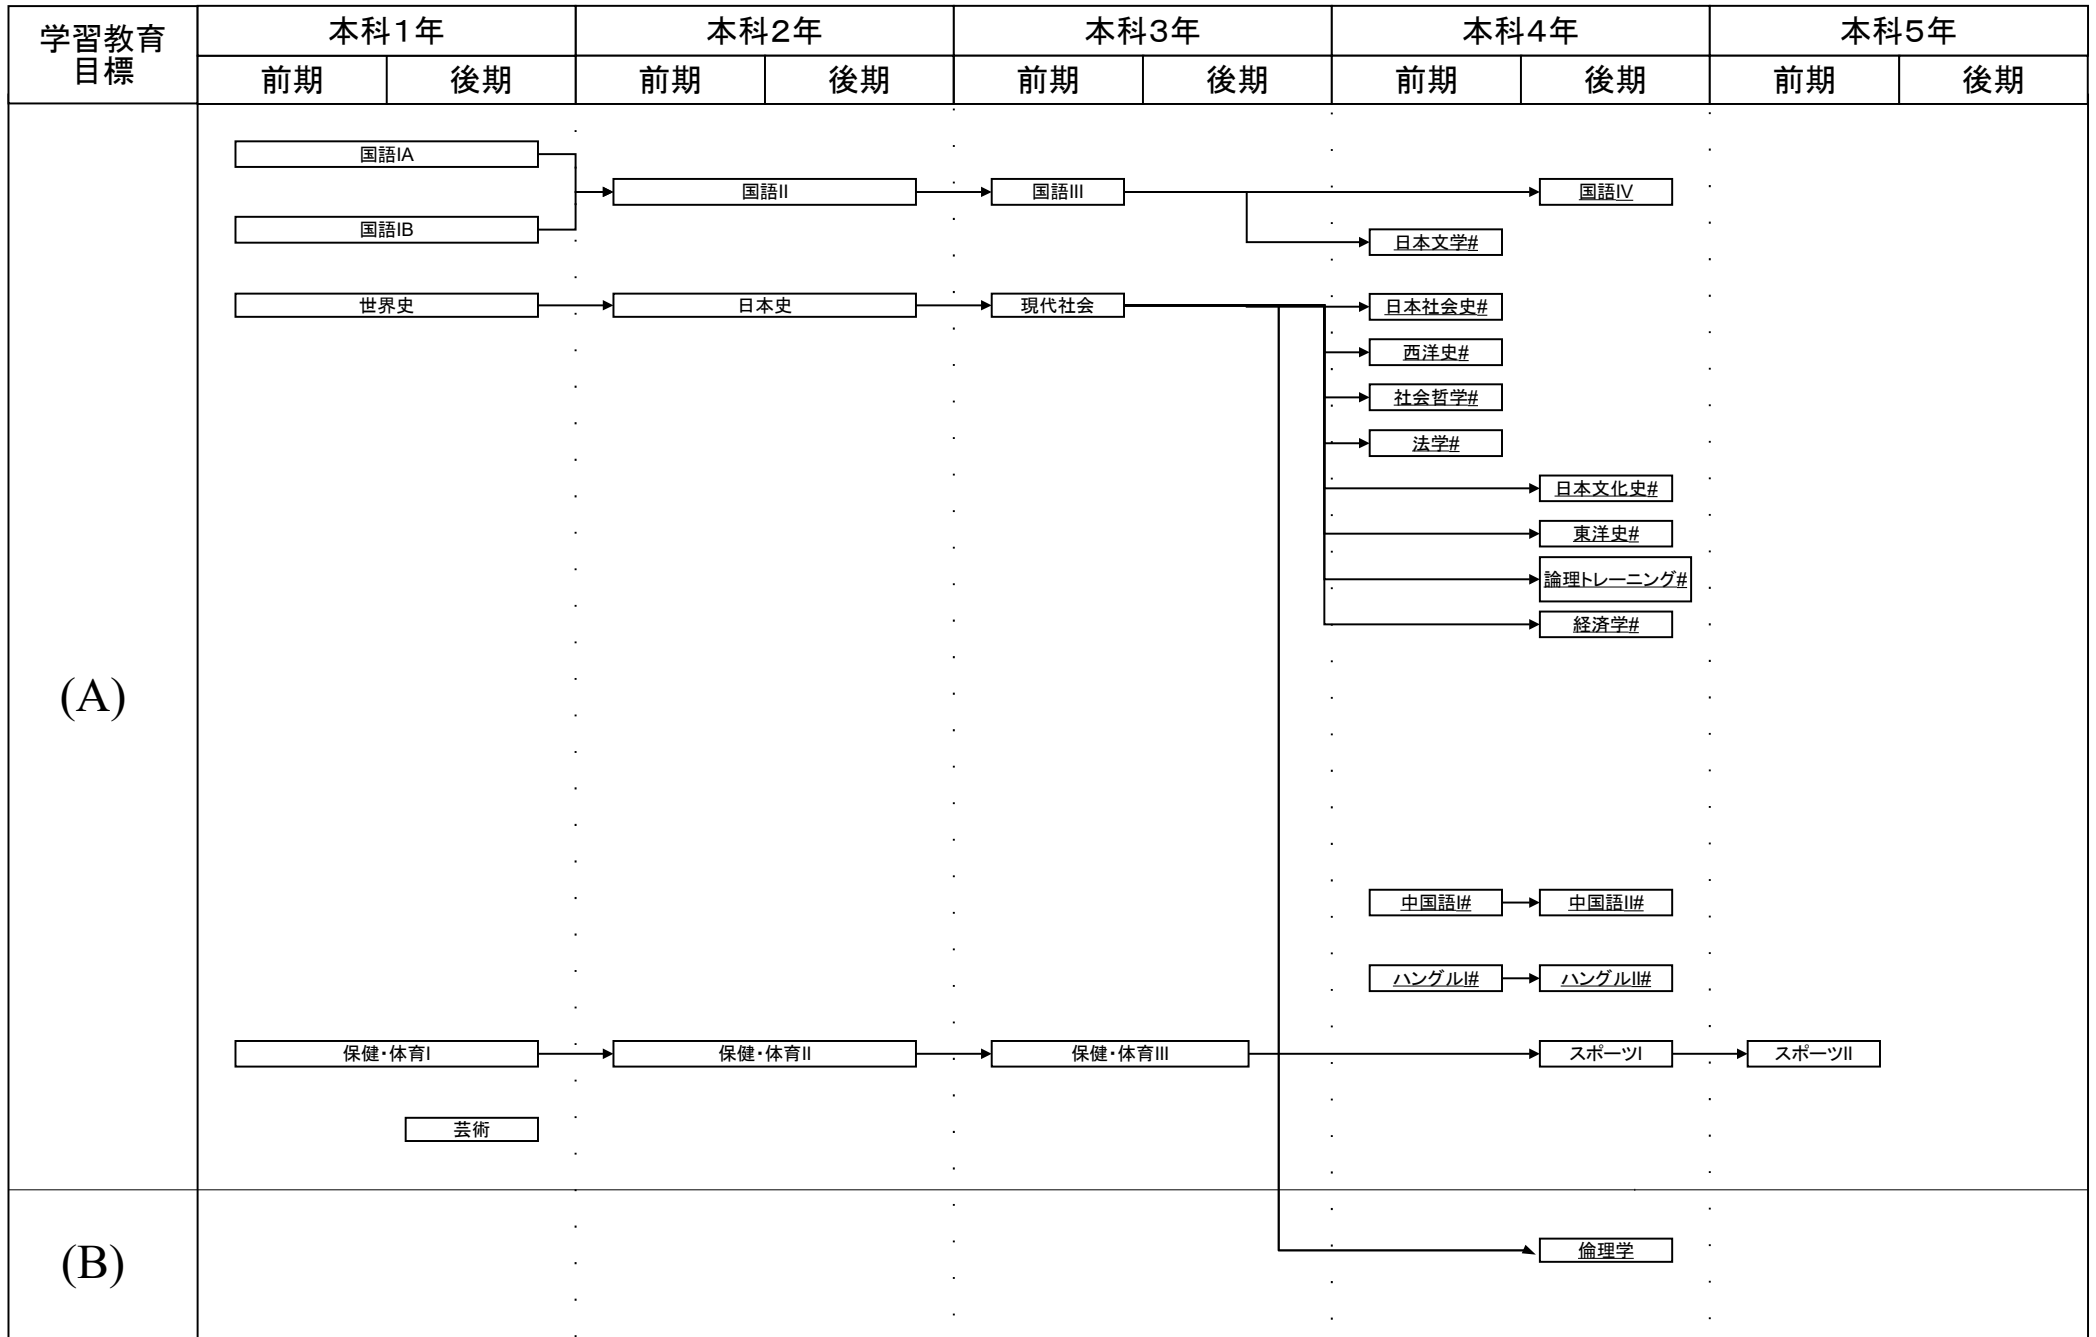 学習教育
目標
本科1年
本科2年
本科3年
本科4年
本科5年
前期
後期
前期
後期
前期
後期
前期
後期
前期
後期
(A)
国語IA
国語IB
国語II
国語III
国語IV
日本文学#
世界史
日本史
現代社会
日本社会史#
西洋史#
社会哲学#
法学#
日本文化史#
東洋史#
論理トレーニング#
経済学#
中国語I#
中国語II#
ハングルI#
ハングルII#
保健・体育I
保健・体育II
保健・体育III
スポーツI
スポーツII
芸術
(B)
倫理学